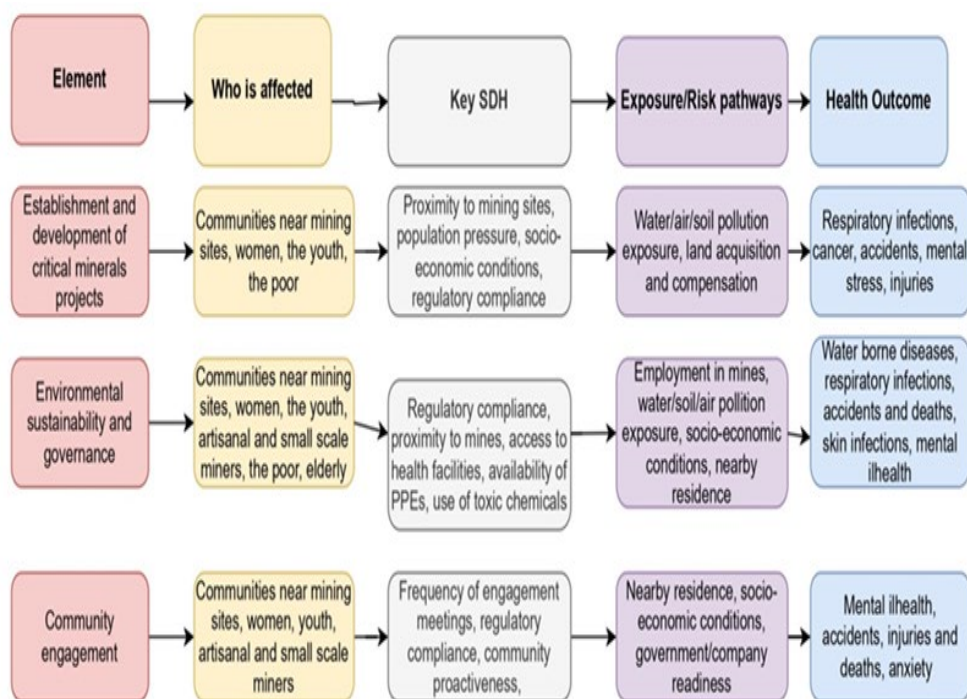 Element
Who is affected
Key SDH
Exposure/Risk pathways
Health Outcome
Establishment and
development of
critical minerals
projects
Communities near mining
sites, women, the youth,
the poor
Proximity to mining sites,
population pressure, socio-
economic conditions,
regulatory compliance
Water/air/soil pollution
exposure, land acquisition
and compensation
Respiratory infections,
cancer, accidents, mental
stress, injuries
Environmental
sustainability and
governance
Communities near mining
sites, women, the youth,
artisanal and small scale
miners, the poor, elderly
Regulatory compliance,
proximity to mines, access to
health facilities, availability of
PPEs, use of toxic chemicals
Employment in mines,
water/soil/air pollition
exposure, socio-economic
conditions, nearby
residence
Water borne diseases,
respiratory infections,
accidents and deaths,
skin infections, mental
ilhealth
Community
engagement
Communities near mining
sites, women, youth,
artisanal and small scale
miners
Frequency of engagement
meetings, regulatory
compliance, community
proactiveness,
Nearby residence, socio-
economic conditions,
government/company
readiness
Mental ilhealth,
accidents, injuries and
deaths, anxiety